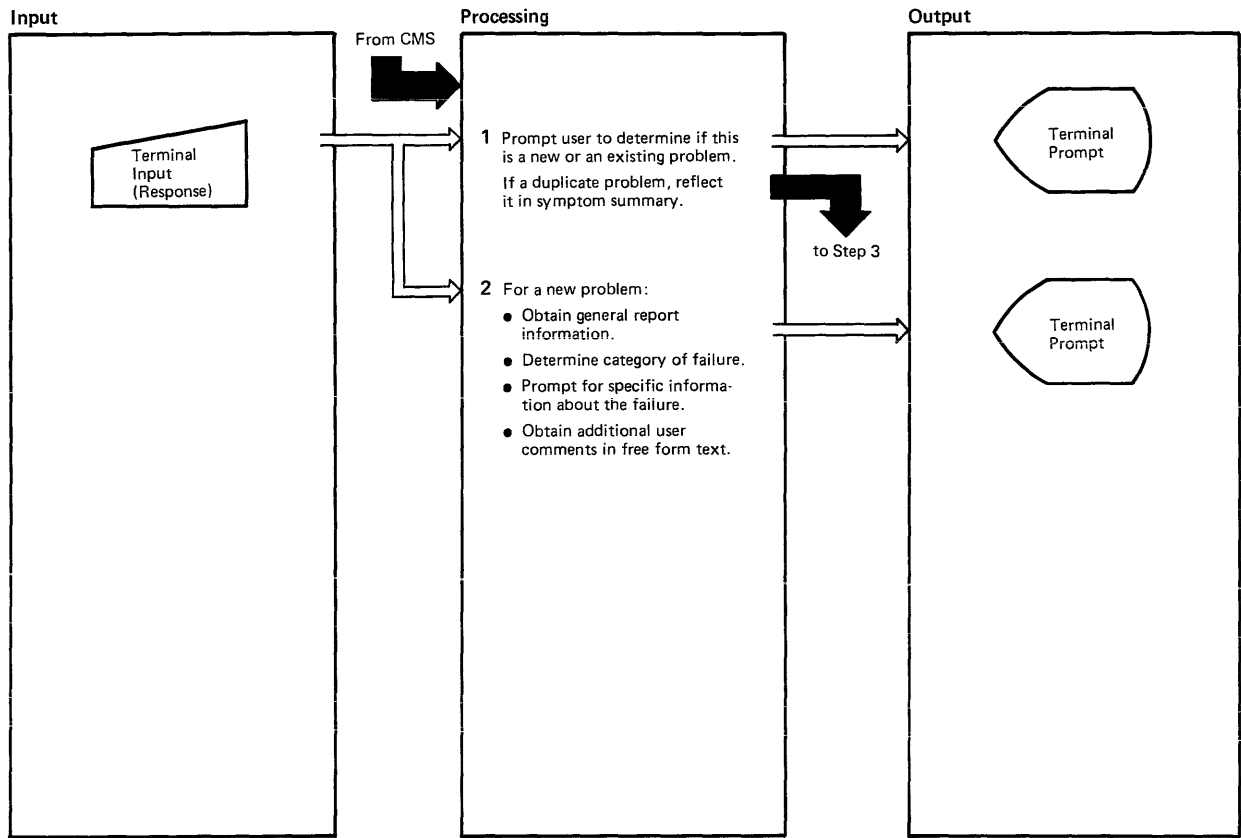 Input
Processing
Output
From CMS
Terminal
Input
(Response)
1 Prompt user to determine if this
is a new or an existing problem.
If a duplicate problem, reflect
it in symptom summary.
to Step 3
Terminal
Prompt
2 For a new problem:
● Obtain general report
information.
● Determine category of failure.
● Prompt for specific informa-
tion about the failure.
● Obtain additional user
comments in free form text.
Terminal
Prompt